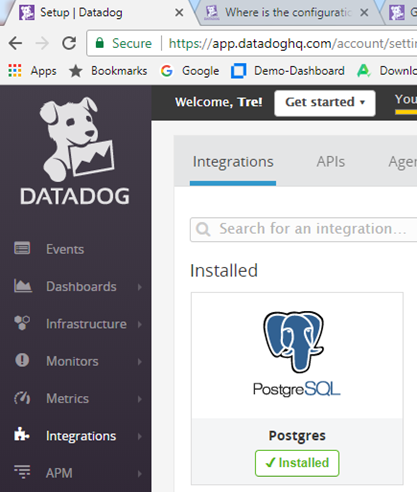 Setup | Datadog
Where is the configuratio
G
Secure
https://app.datadoghq.com/account/setti
Apps
Bookmarks
Google
Demo-Dashboard
Downlo
Welcome, Tre!
Get started
You
DATADOG
Integrations
APIs
Agen
Search for an integration...
Events
Dashboards
Infrastructure
Monitors
Metrics
Integrations
APM
Installed
PostgreSQL
Postgres
✓ Installed